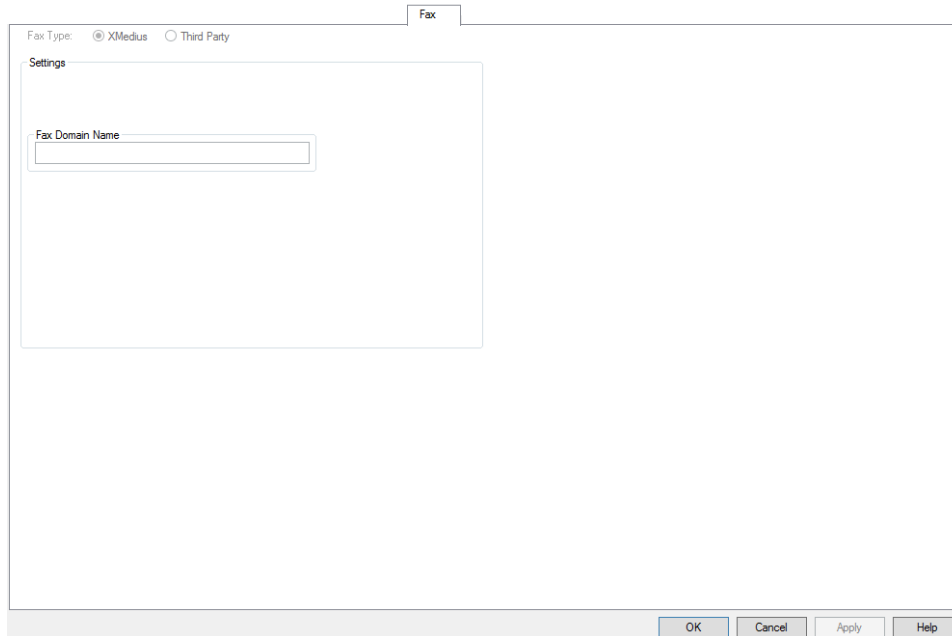 Fax
Fax Type: XMedius Third Party
Settings
Fax Domain Name
OK Cancel Apply Help